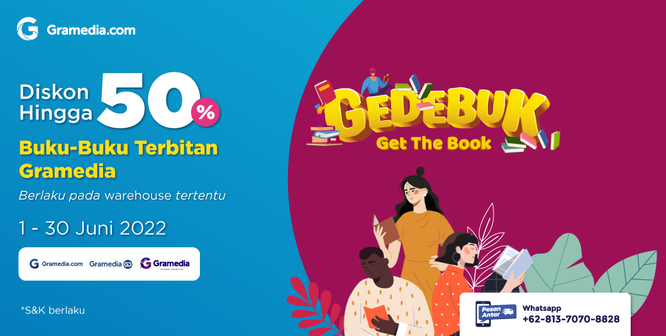 Gramedia.com
Diskon
Hingga
50%
Buku-Buku Terbitan
Gramedia
Berlaku pada warehouse tertentu
1 - 30 Juni 2022
Gramedia.com Gramedia Gramedia
*S&K berlaku
GEDEBUK
Get The Book
Pesan
Antar
Whatsapp
+62-813-7070-8828